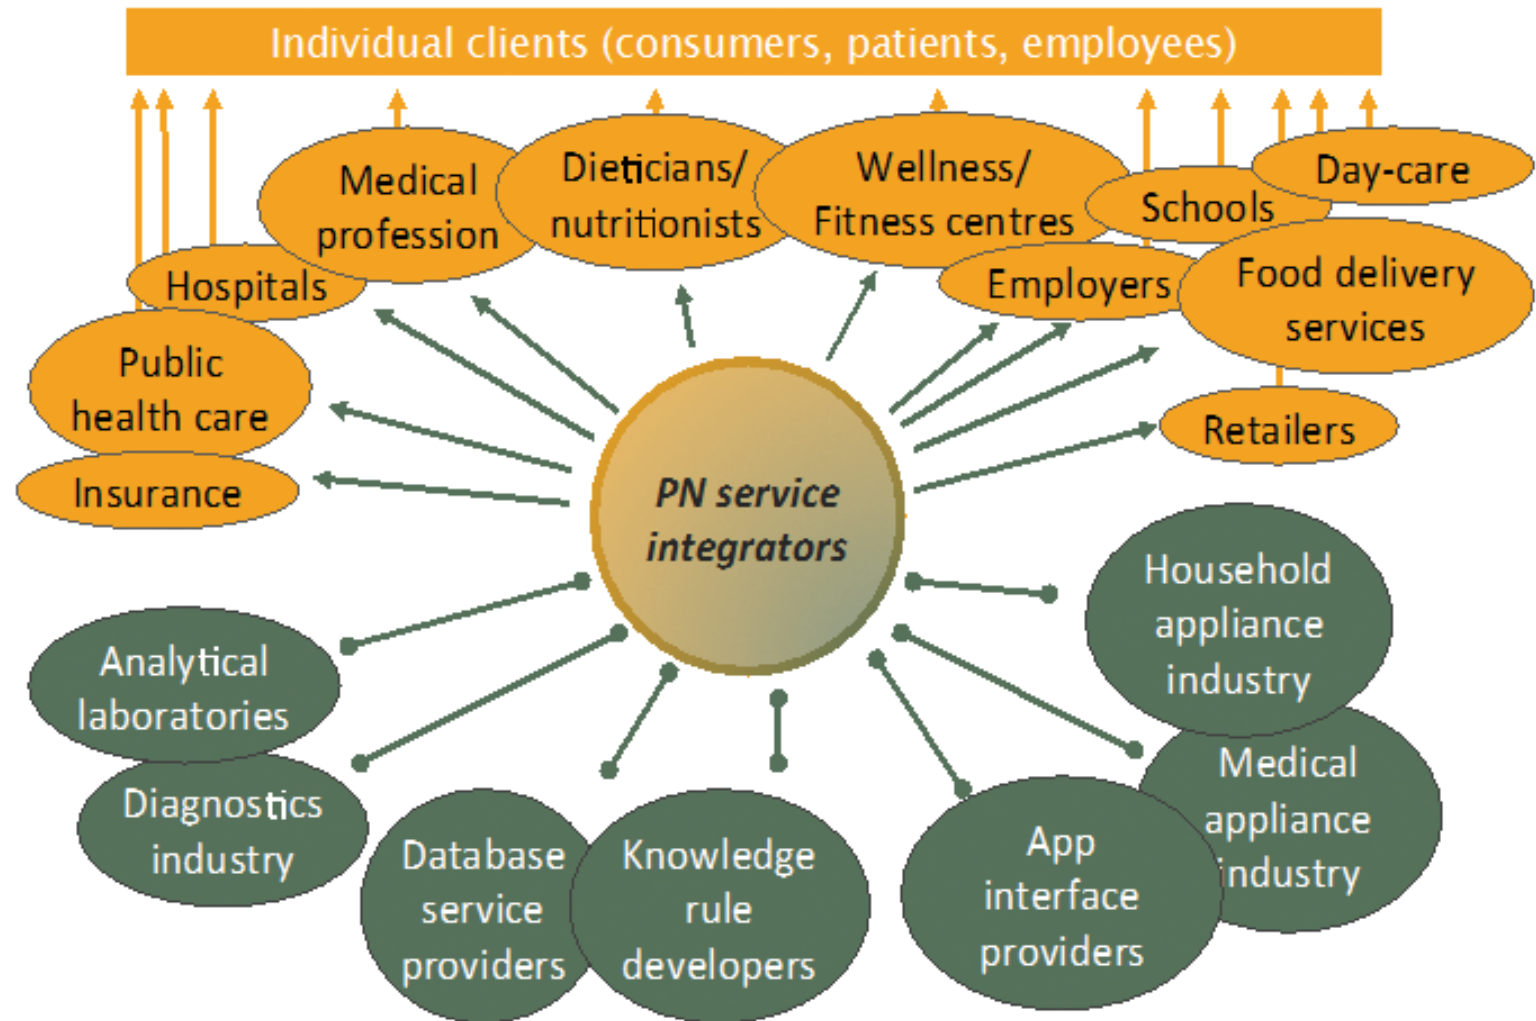 Individual clients (consumers, patients, employees)
Medical
profession
Dieticians/
nutritionists
Wellness/
Fitness centres
Schools
Day-care
Hospitals
Employers
Food delivery
services
Public
health care
Retailers
Insurance
PN service
integrators
Household
appliance
industry
Analytical
laboratories
Medical
appliance
industry
Diagnostics
industry
Database
service
providers
Knowledge
rule
developers
App
interface
providers